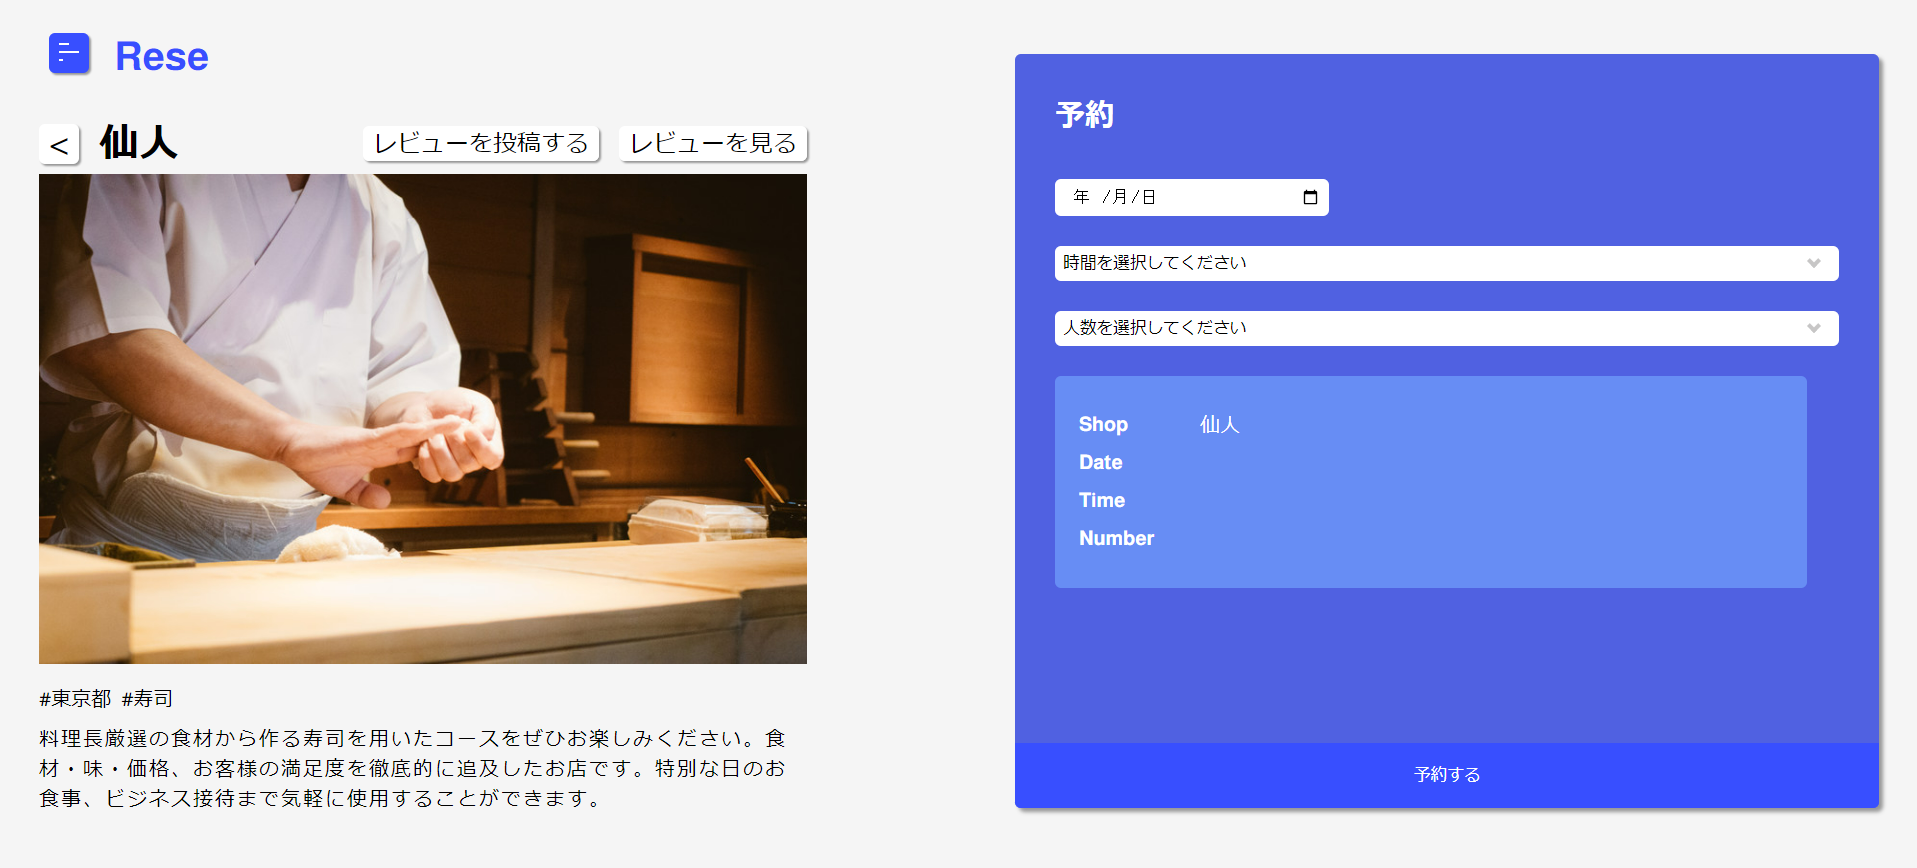 Rese
<
仙人
レビューを投稿する
レビューを見る
#東京都 #寿司
料理長厳選の食材から作る寿司を用いたコースをぜひお楽しみください。食
材・味・価格、お客様の満足度を徹底的に追及したお店です。特別な日のお
食事、ビジネス接待まで気軽に使用することができます。
予約
年 /月/日
時間を選択してください
人数を選択してください
Shop 仙人
Date
Time
Number
予約する